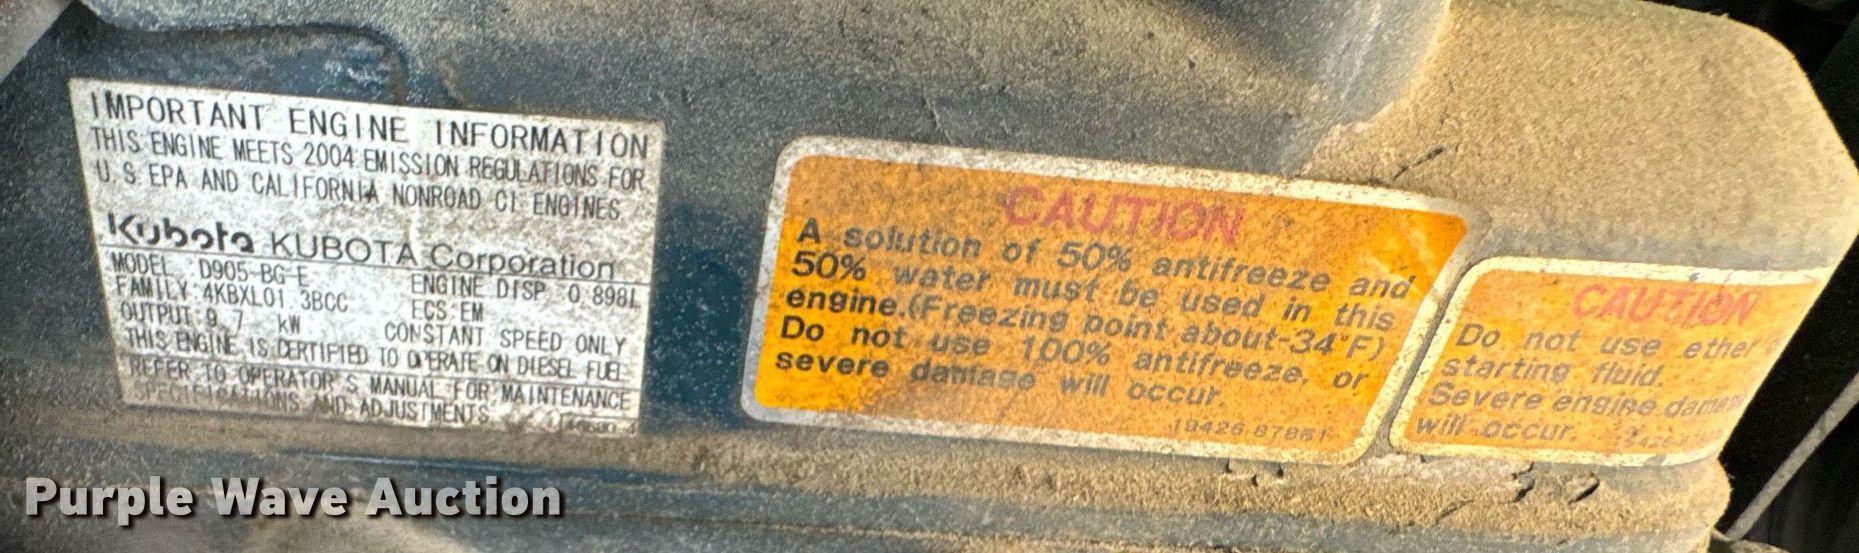 IMPORTANT ENGINE INFORMATION
THIS ENGINE MEETS 2004 EMISSION REGULATIONS FOR
U.S. EPA AND CALIFORNIA NONROAD CI ENGINES
Kubota KUBOTA Corporation
MODEL D905-BG-E ENGINE DISP 0.898L
FAMILY 4KBXL01.3BCC ECS EM
OUTPUT 9.7 kW CONSTANT SPEED ONLY
THIS ENGINE IS CERTIFIED TO OPERATE ON DIESEL FUEL
REFER TO OPERATOR'S MANUAL FOR MAINTENANCE
SPECIFICATIONS AND ADJUSTMENTS.
CAUTION
A solution of 50% antifreeze and
50% water must be used in this
engine.(Freezing point about-34°F)
Do not use 100% antifreeze, or
severe damage will occur.
CAUTION
Do not use ether
starting fluid.
Severe engine
will occur.
Purple Wave Auction